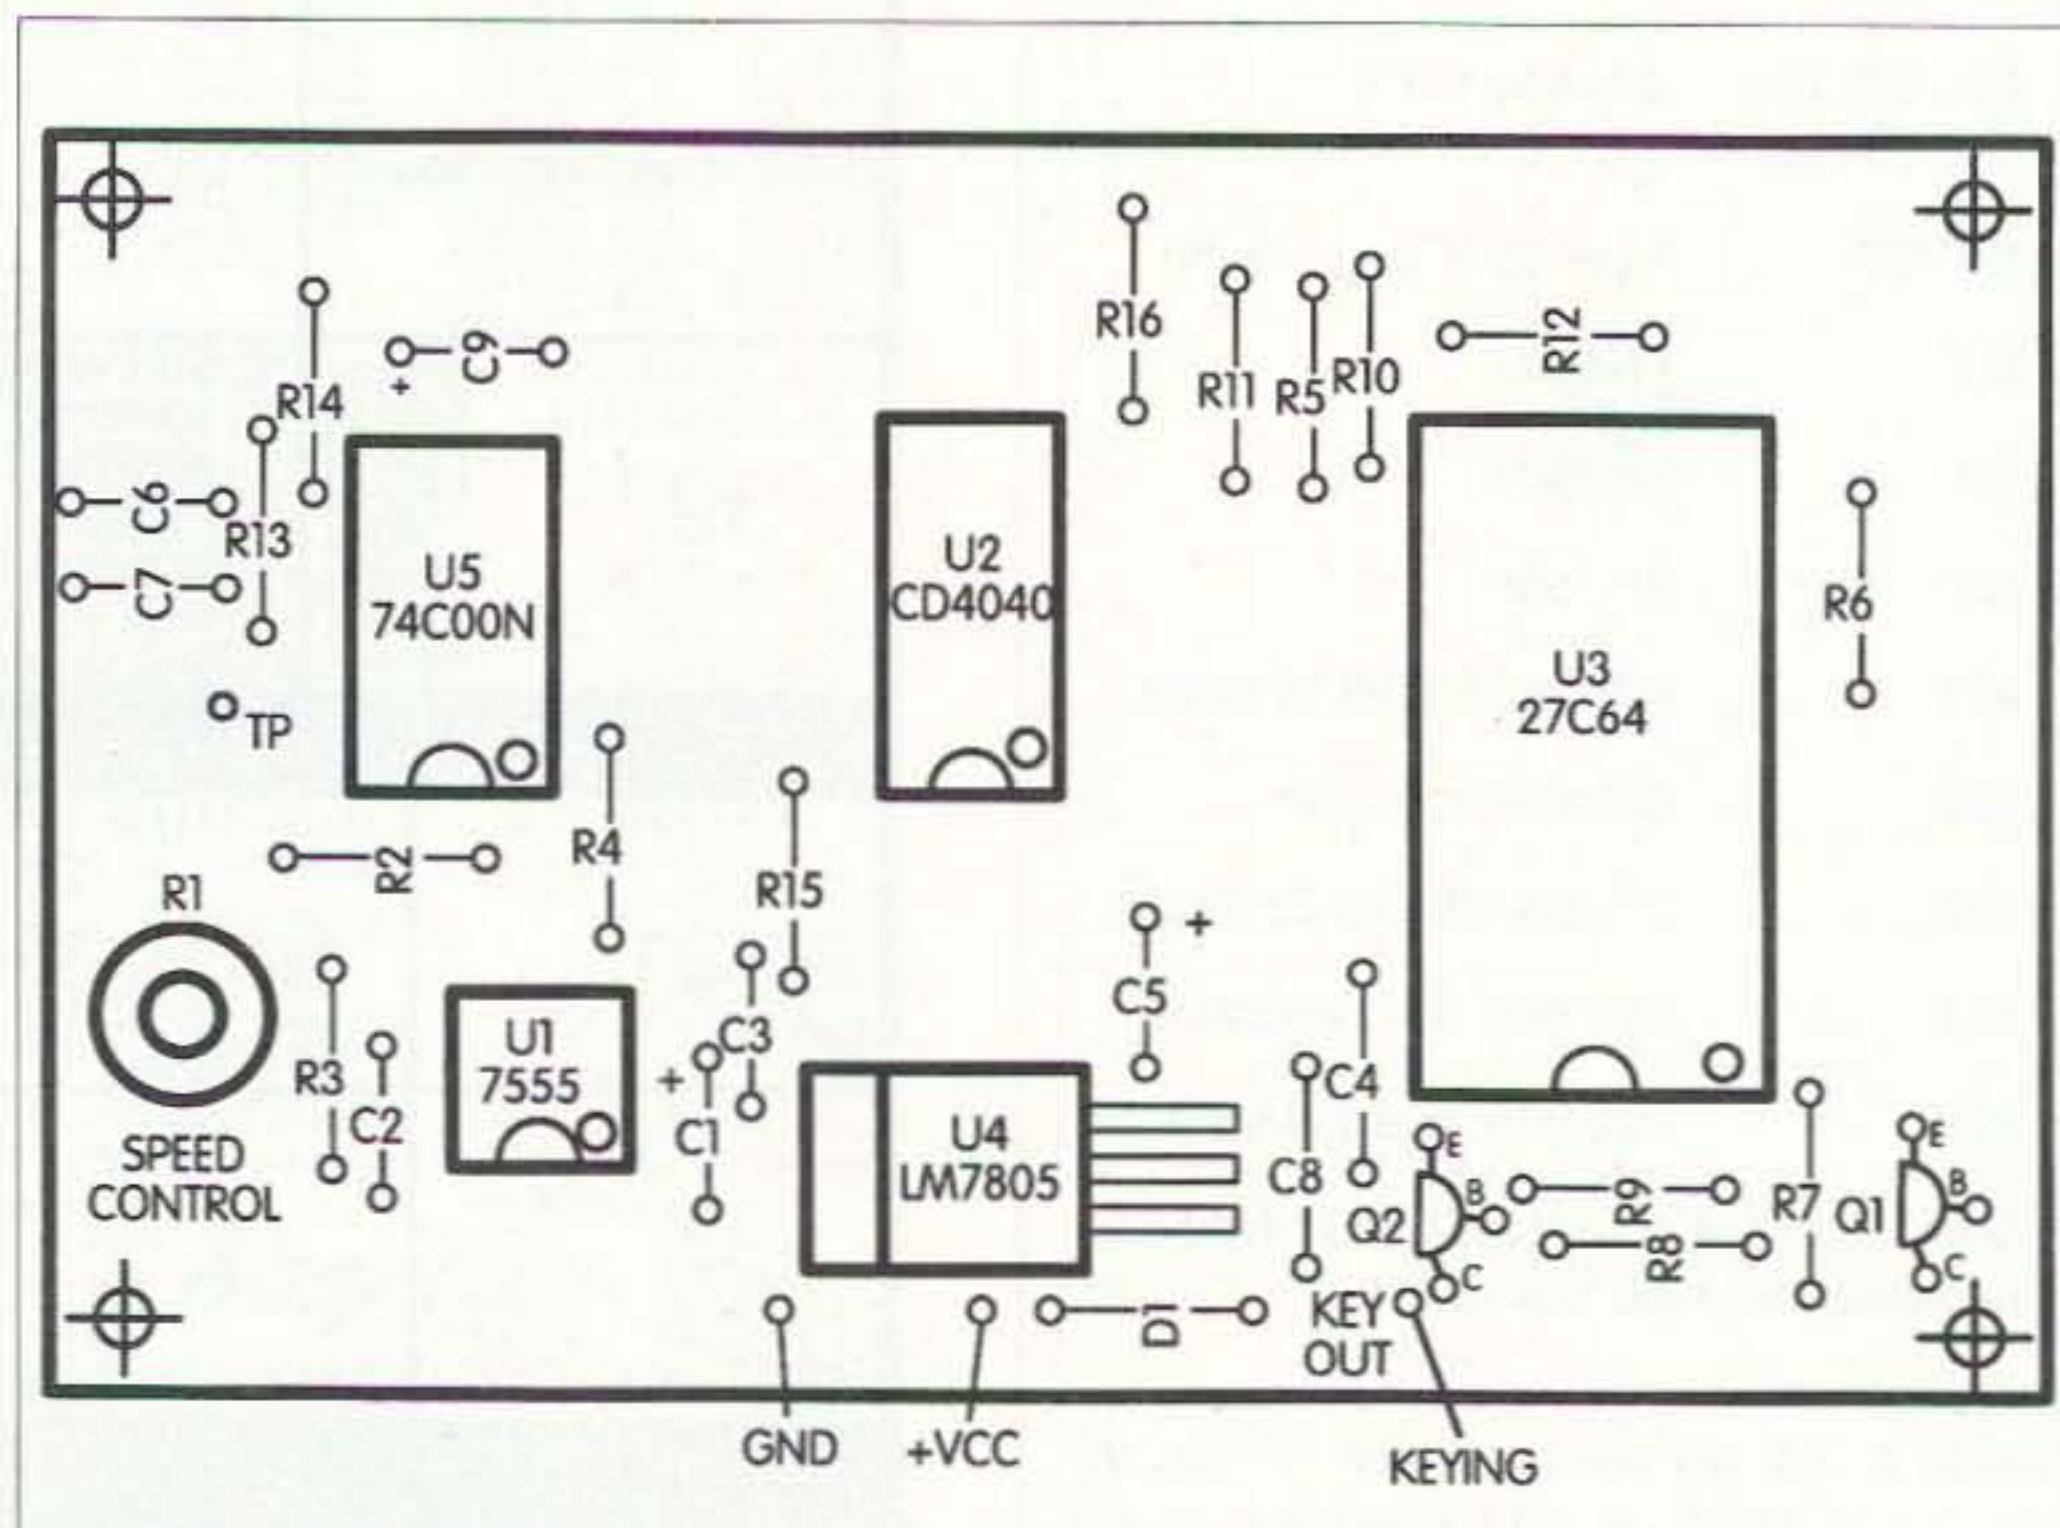 R16
R11
R5
R10
R12
C9
+
R14
C6
R13
C7
U5
74C00N
U2
CD4040
U3
27C64
R6
TP
R4
R2
R15
R1
+
C5
U1
7555
R3
C2
+
C1
C3
U4
LM7805
C4
C8
SPEED
CONTROL
E
B
C
Q2
R9
R8
R7
Q1
E
B
C
D1
KEY
OUT
GND
+VCC
KEYING